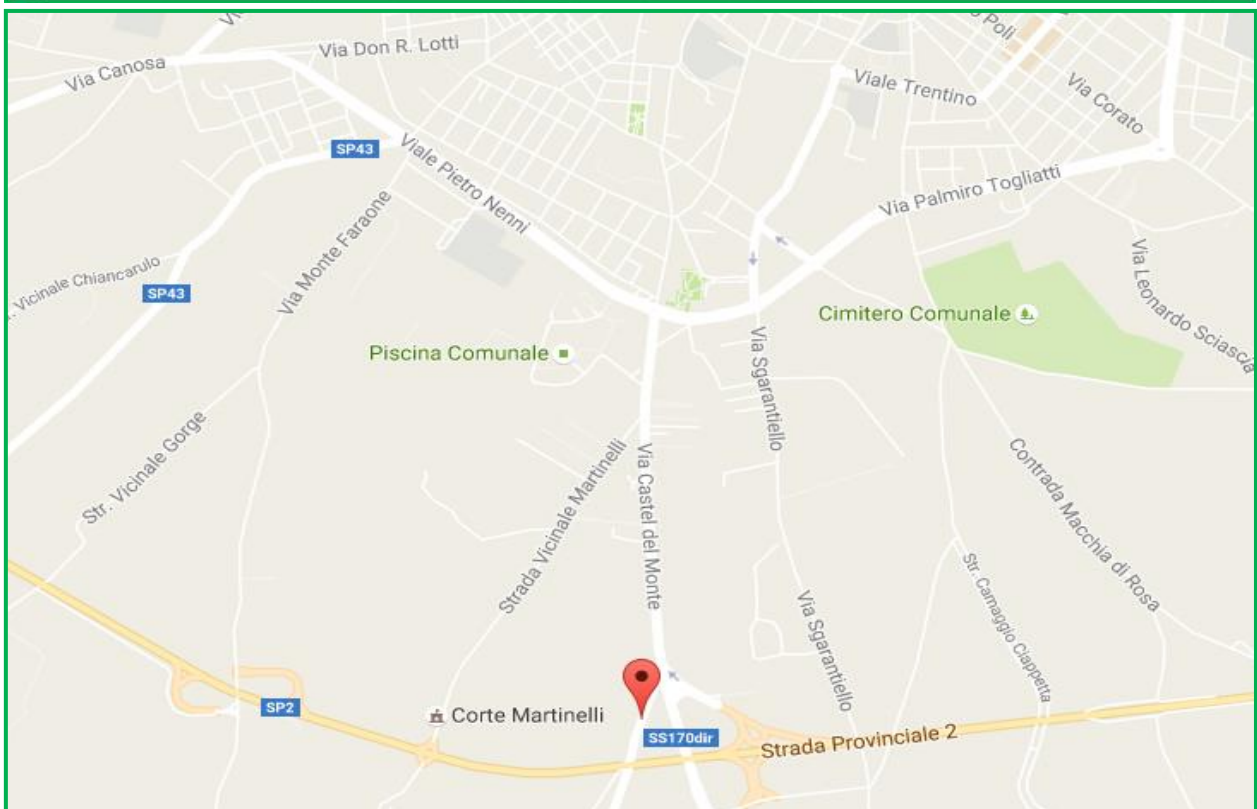 Poli
Via Don R. Lotti
Via Canosa
Viale Trentino
Via Corato
SP43
Viale Pietro Nenni
Via Palmiro Togliatti
Via Monte Faraone
Vicinale Chiancarulo
SP43
Via Leonardo Sciascia
Cimitero Comunale
Piscina Comunale
Via Sgarantiello
Str. Vicinale Gorge
Strada Vicinale Martinelli
Via Castel del Monte
Contrada Macchia di Rosa
Str. Camaggio Ciappetta
Via Sgarantiello
SP2
Corte Martinelli
SS170dir
Strada Provinciale 2